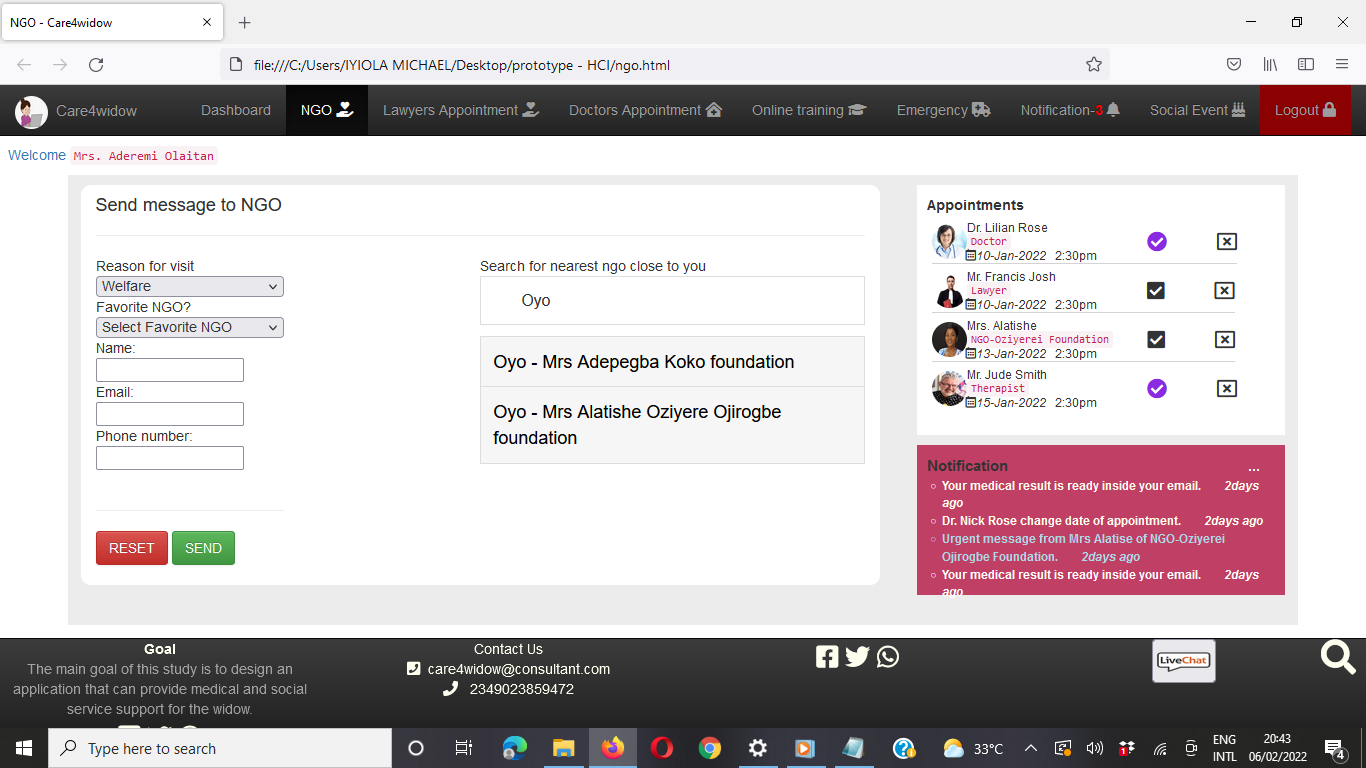 NGO - Care4widow
file:///C:/Users/IYIOLA MICHAEL/Desktop/prototype - HCI/ngo.html
Care4widow
Dashboard
NGO
Lawyers Appointment
Doctors Appointment
Online training
Emergency
Notification-3
Social Event
Logout
Welcome Mrs. Aderemi Olaitan
Send message to NGO
Reason for visit
Welfare
Favorite NGO?
Select Favorite NGO
Name:
Email:
Phone number:
RESET
SEND
Search for nearest ngo close to you
Oyo
Oyo - Mrs Adepegba Koko foundation
Oyo - Mrs Alatishe Oziyere Ojirogbe
foundation
Appointments
Dr. Lilian Rose
Doctor
10-Jan-2022 2:30pm
Mr. Francis Josh
Lawyer
10-Jan-2022 2:30pm
Mrs. Alatishe
NGO-Oziyerei Foundation
13-Jan-2022 2:30pm
Mr. Jude Smith
Therapist
15-Jan-2022 2:30pm
Notification ...
Your medical result is ready inside your email. 2days
ago
Dr. Nick Rose change date of appointment. 2days ago
Urgent message from Mrs Alatise of NGO-Oziyerei
Ojirogbe Foundation. 2days ago
Your medical result is ready inside your email. 2days
ago
Goal
The main goal of this study is to design an
application that can provide medical and social
service support for the widow.
Contact Us
care4widow@consultant.com
2349023859472
LiveChat
Type here to search
1
33°C
ENG
INTL
20:43
06/02/2022
4